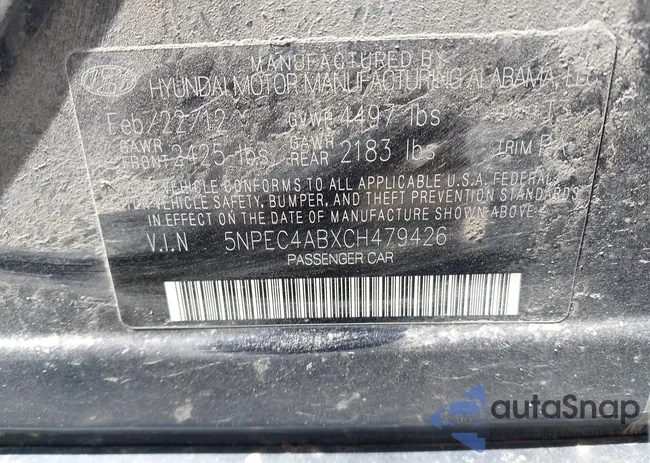 MANUFACTURED BY
HYUNDAI MOTOR MANUFACTURING ALABAMA, LLC
Feb/22/12 GVWR 4497 lbs
GAWR FRONT 2425 lbs GAWR REAR 2183 lbs TRIM
VEHICLE CONFORMS TO ALL APPLICABLE U.S.A. FEDERAL
VEHICLE SAFETY, BUMPER, AND THEFT PREVENTION STANDARDS
IN EFFECT ON THE DATE OF MANUFACTURE SHOWN ABOVE.
V.I.N 5NPEC4ABXCH479426
PASSENGER CAR
autoSnap